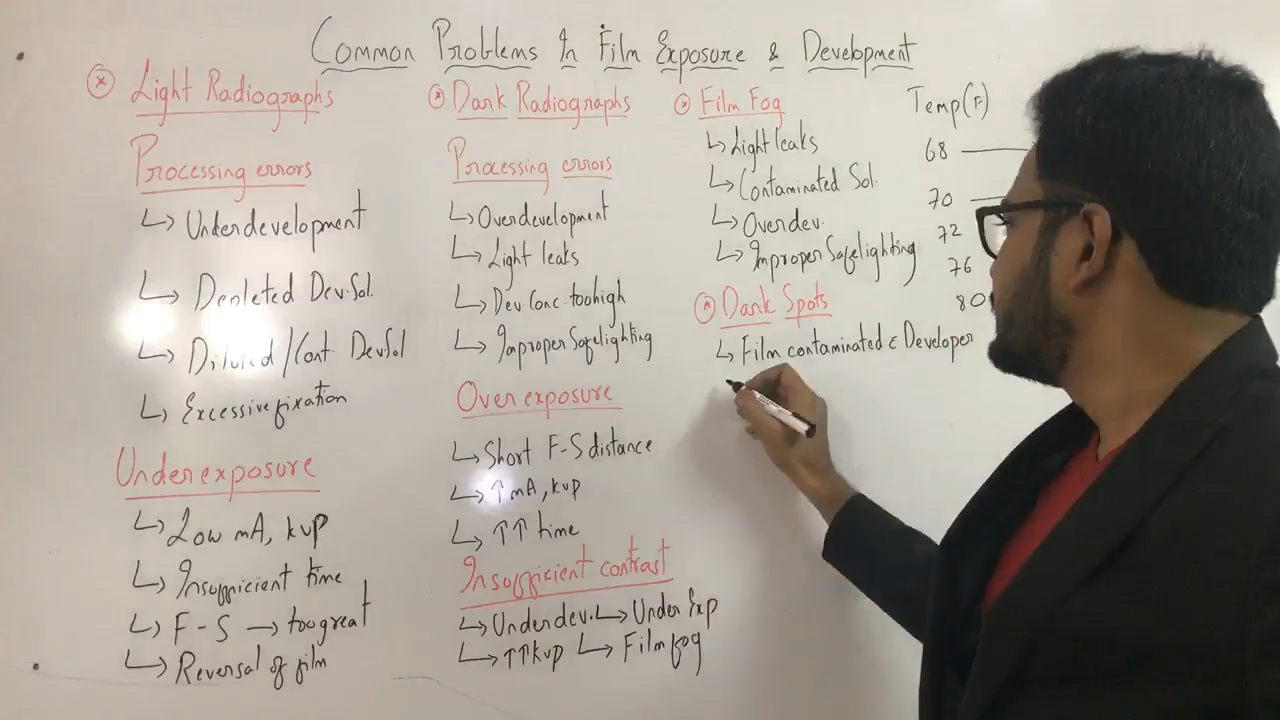 Common Problems In Film Exposure & Development
Light Radiographs
Processing errors
Underdevelopment
Depleted Dev. Sol.
Diluted / Cont. Dev Sol
Excessive fixation
Underexposure
Low mA, kvp
Insufficient time
F-S → too great
Reversal of film
Dark Radiographs
Processing errors
Overdevelopment
Light leaks
Dev Conc. too high
Improper Safelighting
Overexposure
Short F-S distance
↑ mA, kvp
↑↑ time
Insufficient contrast
Underdev. Under Exp
↑↑ kvp Film fog
Film Fog
Light leaks
Contaminated Sol.
Overdev.
Improper Safelighting
Dark Spots
Film contaminated c Developer
Temp(F)
68
70
72
76
80